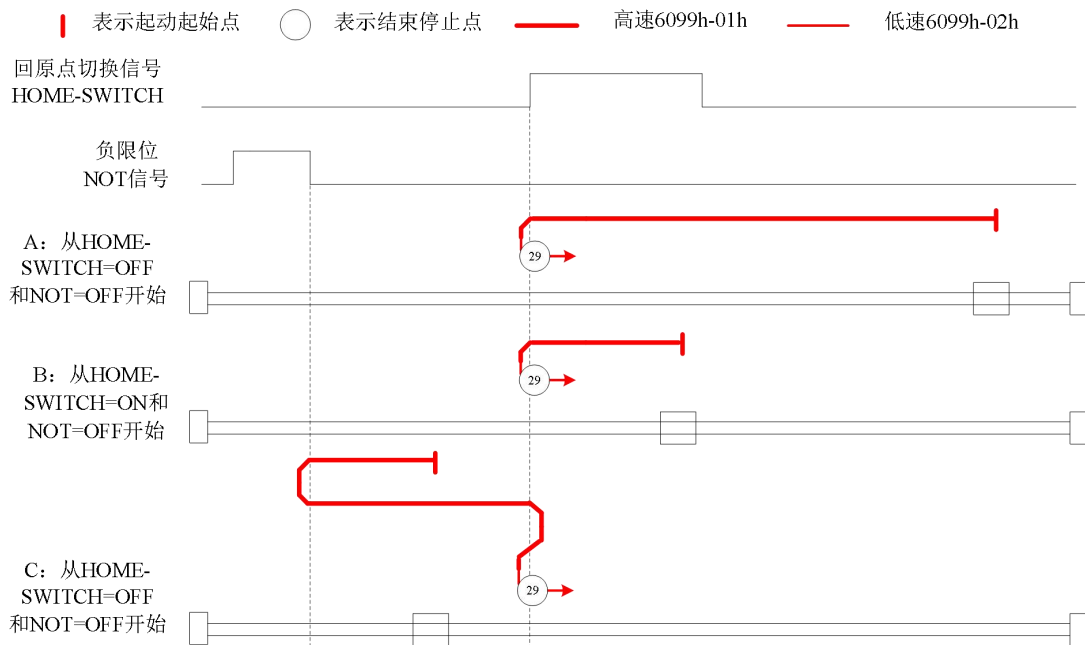 表示起动起始点
表示结束停止点
高速6099h-01h
低速6099h-02h
回原点切换信号
HOME-SWITCH
负限位
NOT信号
A：从HOME-
SWITCH=OFF
和NOT=OFF开始
29
B：从HOME-
SWITCH=ON和
NOT=OFF开始
29
C：从HOME-
SWITCH=OFF
和NOT=OFF开始
29